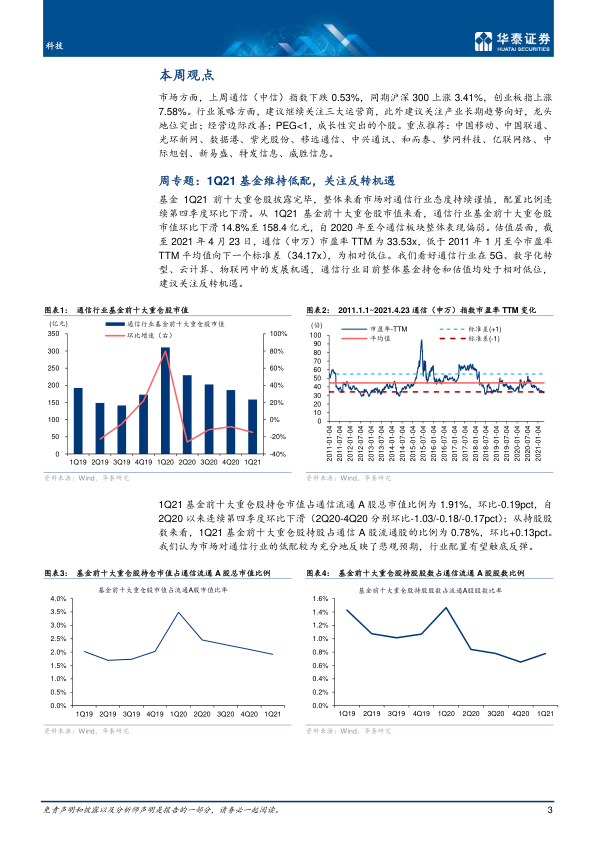 科技
华泰证券
HUATAI SECURITIES
本周观点
市场方面，上周通信（中信）指数下跌 0.53%，同期沪深 300 上涨 3.41%，创业板指上涨
7.58%。行业策略方面，建议继续关注三大运营商，此外建议关注产业长期趋势向好，龙头
地位突出；经营边际改善；PEG<1，成长性突出的个股。重点推荐：中国移动、中国联通、
光环新网、数据港、紫光股份、移远通信、中兴通讯、和而泰、梦网科技、亿联网络、中
际旭创、新易盛、特发信息、威胜信息。
周专题：1Q21 基金维持低配，关注反转机遇
基金 1Q21 前十大重仓股披露完毕，整体来看市场对通信行业态度持续谨慎，配置比例连
续第四季度环比下滑。从 1Q21 基金前十大重仓股市值来看，通信行业基金前十大重仓股
市值环比下滑 14.8%至 158.4 亿元，自 2020 年至今通信板块整体表现偏弱。估值层面，截
至 2021 年 4 月 23 日，通信（申万）市盈率 TTM 为 33.53x，低于 2011 年 1 月至今市盈率
TTM 平均值向下一个标准差（34.17x），为相对低位。我们看好通信行业在 5G、数字化转
型、云计算、物联网中的发展机遇，通信行业目前整体基金持仓和估值均处于相对低位，
建议关注反转机遇。
图表1： 通信行业基金前十大重仓股市值
(亿元)
通信行业基金前十大重仓股市值
环比增速（右）
350
300
250
200
150
100
50
0
100%
80%
60%
40%
20%
0%
-20%
-40%
1Q19 2Q19 3Q19 4Q19 1Q20 2Q20 3Q20 4Q20 1Q21
资料来源：Wind，华泰研究
图表2： 2011.1.1~2021.4.23 通信（申万）指数市盈率 TTM 变化
(倍)
市盈率-TTM
标准差(+1)
平均值
标准差(-1)
100
90
80
70
60
50
40
30
20
10
0
2011-01-04
2011-07-04
2012-01-04
2012-07-04
2013-01-04
2013-07-04
2014-01-04
2014-07-04
2015-01-04
2015-07-04
2016-01-04
2016-07-04
2017-01-04
2017-07-04
2018-01-04
2018-07-04
2019-01-04
2019-07-04
2020-01-04
2020-07-04
2021-01-04
资料来源：Wind，华泰研究
1Q21 基金前十大重仓股持仓市值占通信流通 A 股总市值比例为 1.91%，环比-0.19pct，自
2Q20 以来连续第四季度环比下滑（2Q20-4Q20 分别环比-1.03/-0.18/-0.17pct）；从持股股
数来看，1Q21 基金前十大重仓股持股占通信 A 股流通股的比例为 0.78%，环比+0.13pct。
我们认为市场对通信行业的低配较为充分地反映了悲观预期，行业配置有望触底反弹。
图表3： 基金前十大重仓股持仓市值占通信流通 A 股总市值比例
基金前十大重仓股市值占流通A股市值比率
4.0%
3.5%
3.0%
2.5%
2.0%
1.5%
1.0%
0.5%
0.0%
1Q19 2Q19 3Q19 4Q19 1Q20 2Q20 3Q20 4Q20 1Q21
资料来源：Wind，华泰研究
图表4： 基金前十大重仓股持股股数占通信流通 A 股股数比例
基金前十大重仓股持股股数占流通A股股数比率
1.6%
1.4%
1.2%
1.0%
0.8%
0.6%
0.4%
0.2%
0.0%
1Q19 2Q19 3Q19 4Q19 1Q20 2Q20 3Q20 4Q20 1Q21
资料来源：Wind，华泰研究
免责声明和披露以及分析师声明是报告的一部分，请务必一起阅读。
3